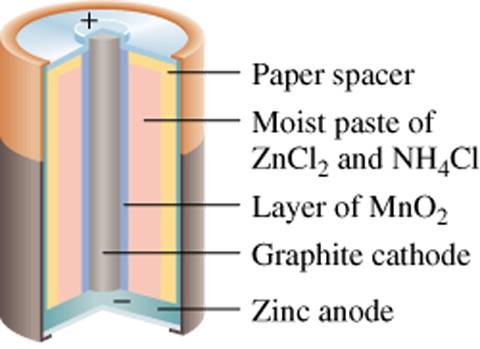 +
Paper spacer
Moist paste of
ZnCl₂ and NH₄Cl
Layer of MnO₂
Graphite cathode
−
Zinc anode